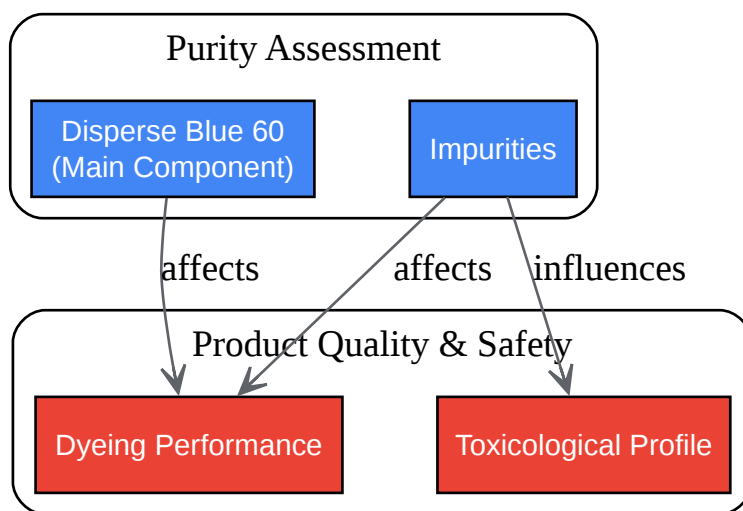 Purity Assessment
Disperse Blue 60
(Main Component)
Impurities
affects
affects
influences
Product Quality & Safety
Dyeing Performance
Toxicological Profile